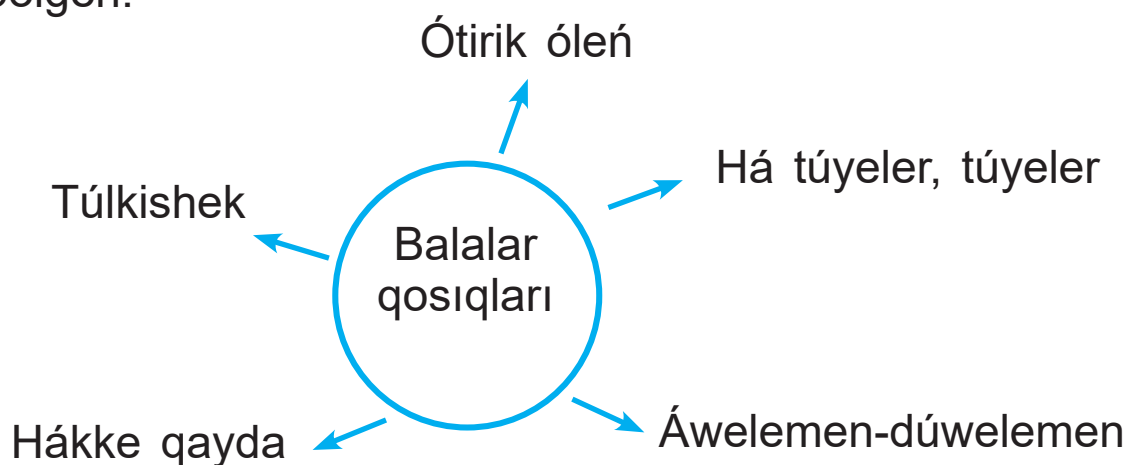 Ótirik óleń
Há túyeler, túyeler
Túlkishek
Balalar
qosıqları
Áwelemen-dúwelemen
Hákke qayda